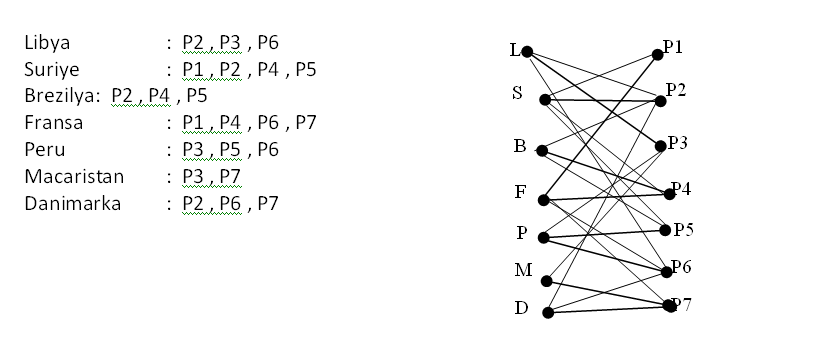 Libya : P2 , P3 , P6
Suriye : P1 , P2 , P4 , P5
Brezilya: P2 , P4 , P5
Fransa : P1 , P4 , P6 , P7
Peru : P3 , P5 , P6
Macaristan : P3 , P7
Danimarka : P2 , P6 , P7
L P1
S P2
B P3
F P4
P P5
M P6
D P7